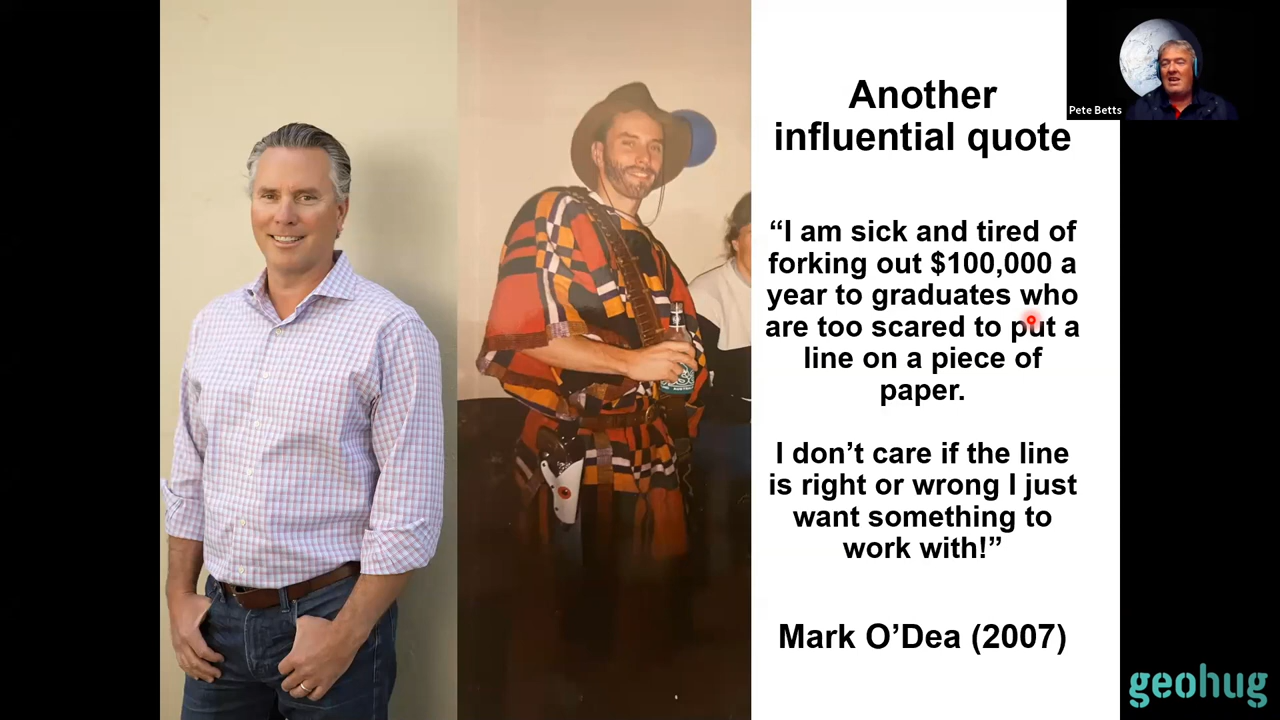 Another
influential quote
“I am sick and tired of
forking out $100,000 a
year to graduates who
are too scared to put a
line on a piece of
paper.
I don’t care if the line
is right or wrong I just
want something to
work with!”
Mark O’Dea (2007)
Pete Betts
geohug